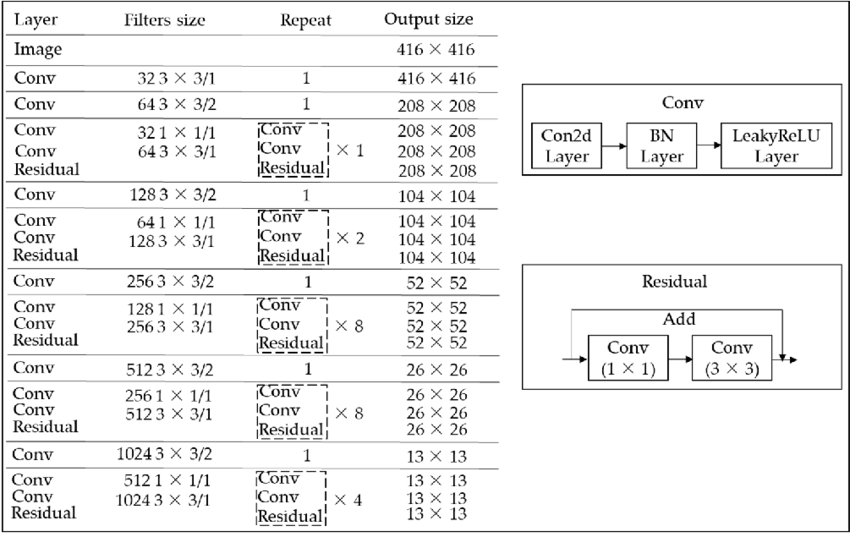 Layer Filters size Repeat Output size
Image 416 × 416
Conv 32 3 × 3/1 1 416 × 416
Conv 64 3 × 3/2 1 208 × 208
Conv 32 1 × 1/1 Conv 208 × 208
Conv 64 3 × 3/1 Conv × 1 208 × 208
Residual Residual 208 × 208
Conv 128 3 × 3/2 1 104 × 104
Conv 64 1 × 1/1 Conv 104 × 104
Conv 128 3 × 3/1 Conv × 2 104 × 104
Residual Residual 104 × 104
Conv 256 3 × 3/2 1 52 × 52
Conv 128 1 × 1/1 Conv 52 × 52
Conv 256 3 × 3/1 Conv × 8 52 × 52
Residual Residual 52 × 52
Conv 512 3 × 3/2 1 26 × 26
Conv 256 1 × 1/1 Conv 26 × 26
Conv 512 3 × 3/1 Conv × 8 26 × 26
Residual Residual 26 × 26
Conv 1024 3 × 3/2 1 13 × 13
Conv 512 1 × 1/1 Conv 13 × 13
Conv 1024 3 × 3/1 Conv × 4 13 × 13
Residual Residual 13 × 13
Conv
Con2d BN LeakyReLU
Layer Layer Layer
Residual
Add
Conv Conv
(1 × 1) (3 × 3)